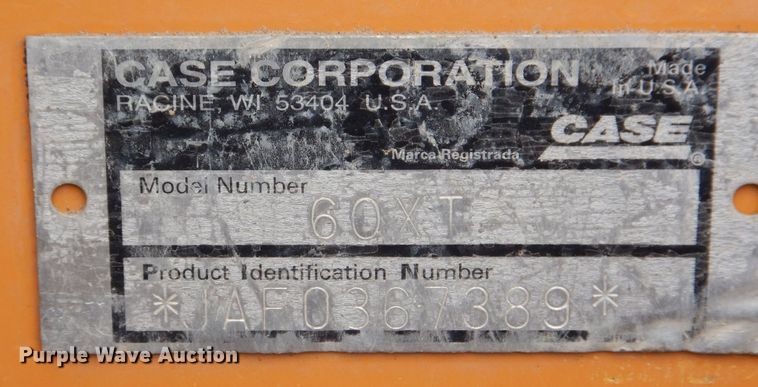 CASE CORPORATION
RACINE, WI 53404 U.S.A.
Made
in U.S.A.
CASE
Marca Registrada
®
Model Number
60XT
Product Identification Number
*JAF0367389*
Purple Wave Auction